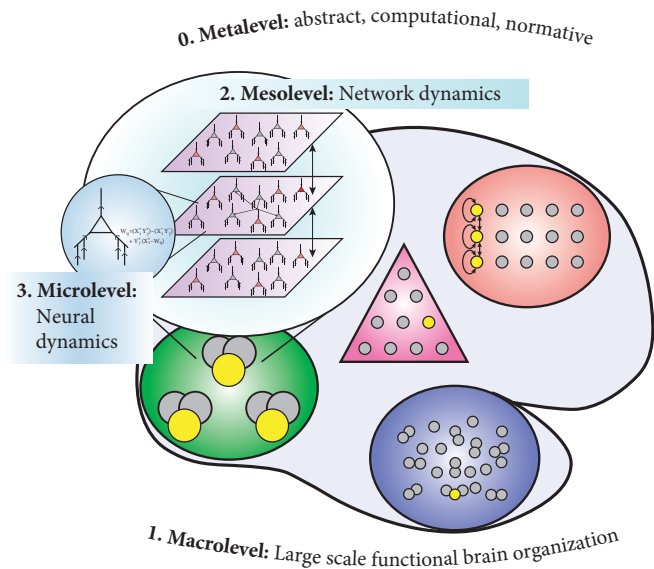 0. Metalevel: abstract, computational, normative
2. Mesolevel: Network dynamics
3. Microlevel:
Neural
dynamics
1. Macrolevel: Large scale functional brain organization